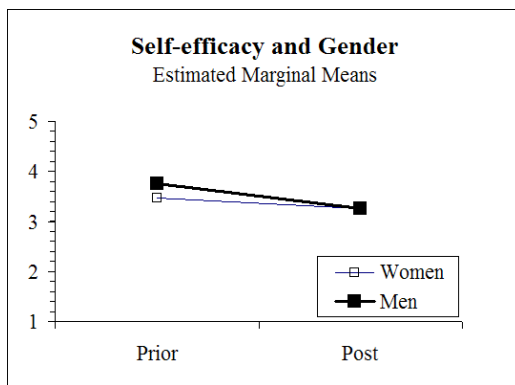 Self-efficacy and Gender
Estimated Marginal Means
5
4
3
2
1
Women
Men
Prior Post